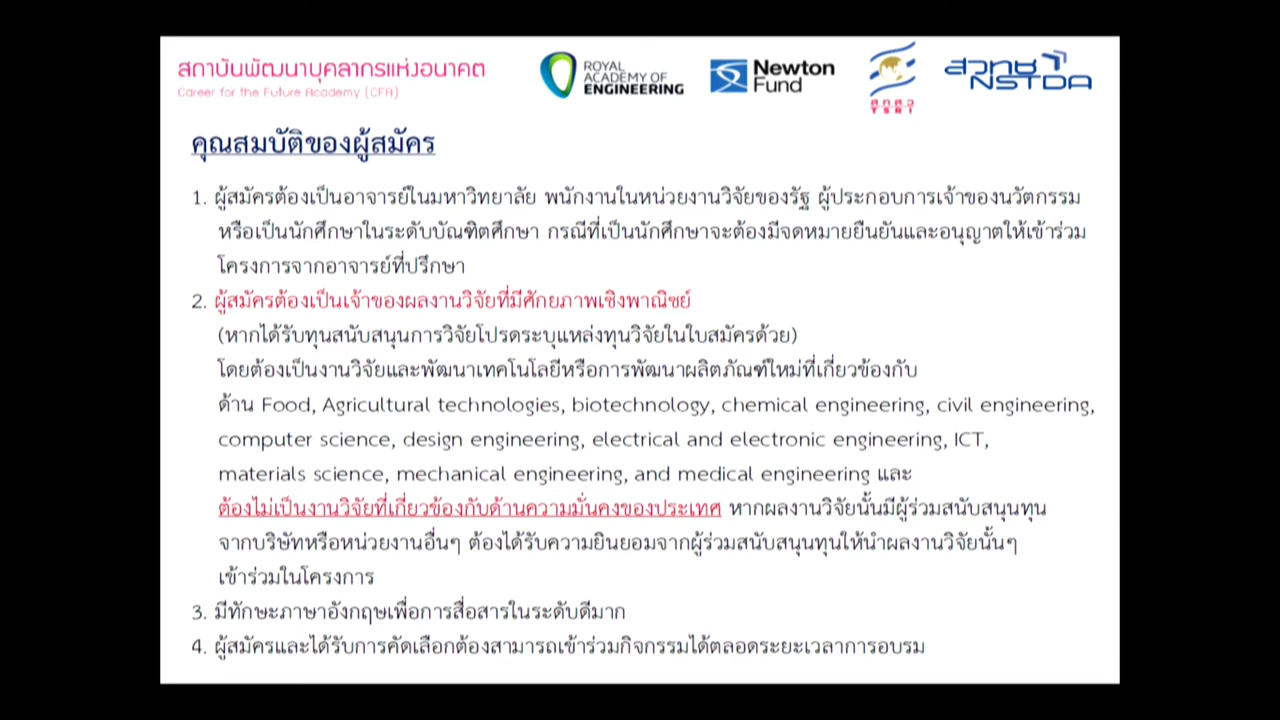 สถาบันพัฒนาบุคลากรแห่งอนาคต
Career for the Future Academy (CFA)
ROYAL
ACADEMY OF
ENGINEERING
Newton
Fund
สกสว
TSRI
สวทช
NSTDA
คุณสมบัติของผู้สมัคร
1. ผู้สมัครต้องเป็นอาจารย์ในมหาวิทยาลัย พนักงานในหน่วยงานวิจัยของรัฐ ผู้ประกอบการเจ้าของนวัตกรรม
หรือเป็นนักศึกษาในระดับบัณฑิตศึกษา กรณีที่เป็นนักศึกษาจะต้องมีจดหมายยืนยันและอนุญาตให้เข้าร่วม
โครงการจากอาจารย์ที่ปรึกษา
2. ผู้สมัครต้องเป็นเจ้าของผลงานวิจัยที่มีศักยภาพเชิงพาณิชย์
(หากได้รับทุนสนับสนุนการวิจัยโปรดระบุแหล่งทุนวิจัยในใบสมัครด้วย)
โดยต้องเป็นงานวิจัยและพัฒนาเทคโนโลยีหรือการพัฒนาผลิตภัณฑ์ใหม่ที่เกี่ยวข้องกับ
ด้าน Food, Agricultural technologies, biotechnology, chemical engineering, civil engineering,
computer science, design engineering, electrical and electronic engineering, ICT,
materials science, mechanical engineering, and medical engineering และ
ต้องไม่เป็นงานวิจัยที่เกี่ยวข้องกับด้านความมั่นคงของประเทศ หากผลงานวิจัยนั้นมีผู้ร่วมสนับสนุนทุน
จากบริษัทหรือหน่วยงานอื่นๆ ต้องได้รับความยินยอมจากผู้ร่วมสนับสนุนทุนให้นำผลงานวิจัยนั้นๆ
เข้าร่วมในโครงการ
3. มีทักษะภาษาอังกฤษเพื่อการสื่อสารในระดับดีมาก
4. ผู้สมัครและได้รับการคัดเลือกต้องสามารถเข้าร่วมกิจกรรมได้ตลอดระยะเวลาการอบรม